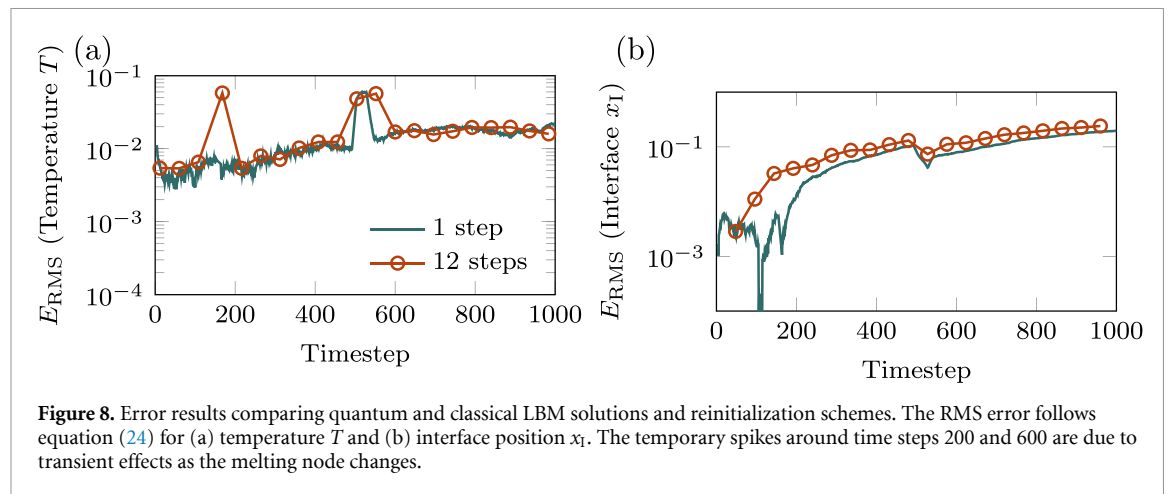 (a)
E_RMS (Temperature T)
10^−1
10^−2
10^−3
10^−4
1 step
12 steps
0 200 400 600 800 1000
Timestep
(b)
E_RMS (Interface x_I)
10^−1
10^−3
0 200 400 600 800 1000
Timestep
Figure 8. Error results comparing quantum and classical LBM solutions and reinitialization schemes. The RMS error follows
equation (24) for (a) temperature T and (b) interface position x_I. The temporary spikes around time steps 200 and 600 are due to
transient effects as the melting node changes.